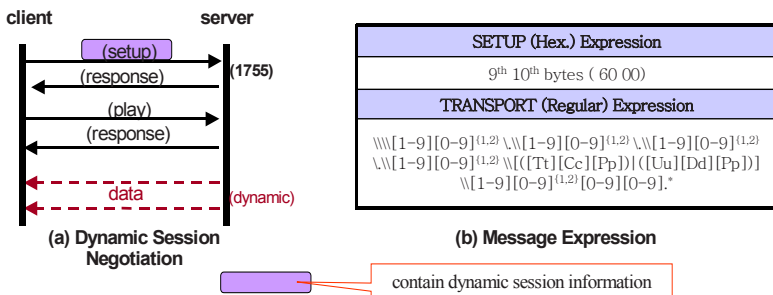 client server
(setup)
(1755)
(response)
(play)
(response)
data
(dynamic)
(a) Dynamic Session
Negotiation
SETUP (Hex.) Expression
9th 10th bytes ( 60 00)
TRANSPORT (Regular) Expression
\\\\[1-9][0-9]{1,2} \.\\[1-9][0-9]{1,2} \.\\[1-9][0-9]{1,2}
\.\\[1-9][0-9]{1,2} \\[([Tt][Cc][Pp])|([Uu][Dd][Pp])]
\\[1-9][0-9]{1,2}[0-9][0-9].*
(b) Message Expression
contain dynamic session information